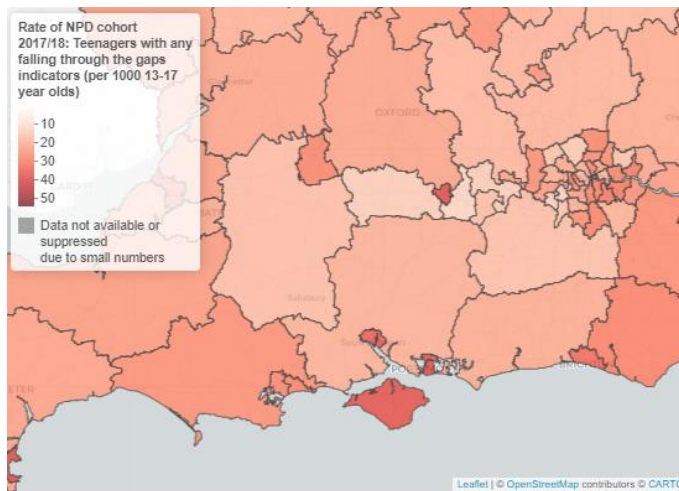 Rate of NPD cohort
2017/18: Teenagers with any
falling through the gaps
indicators (per 1000 13-17
year olds)
10
20
30
40
50
Data not available or
suppressed
due to small numbers
OXFORD
Salisbury
Leaflet | © OpenStreetMap contributors © CARTO